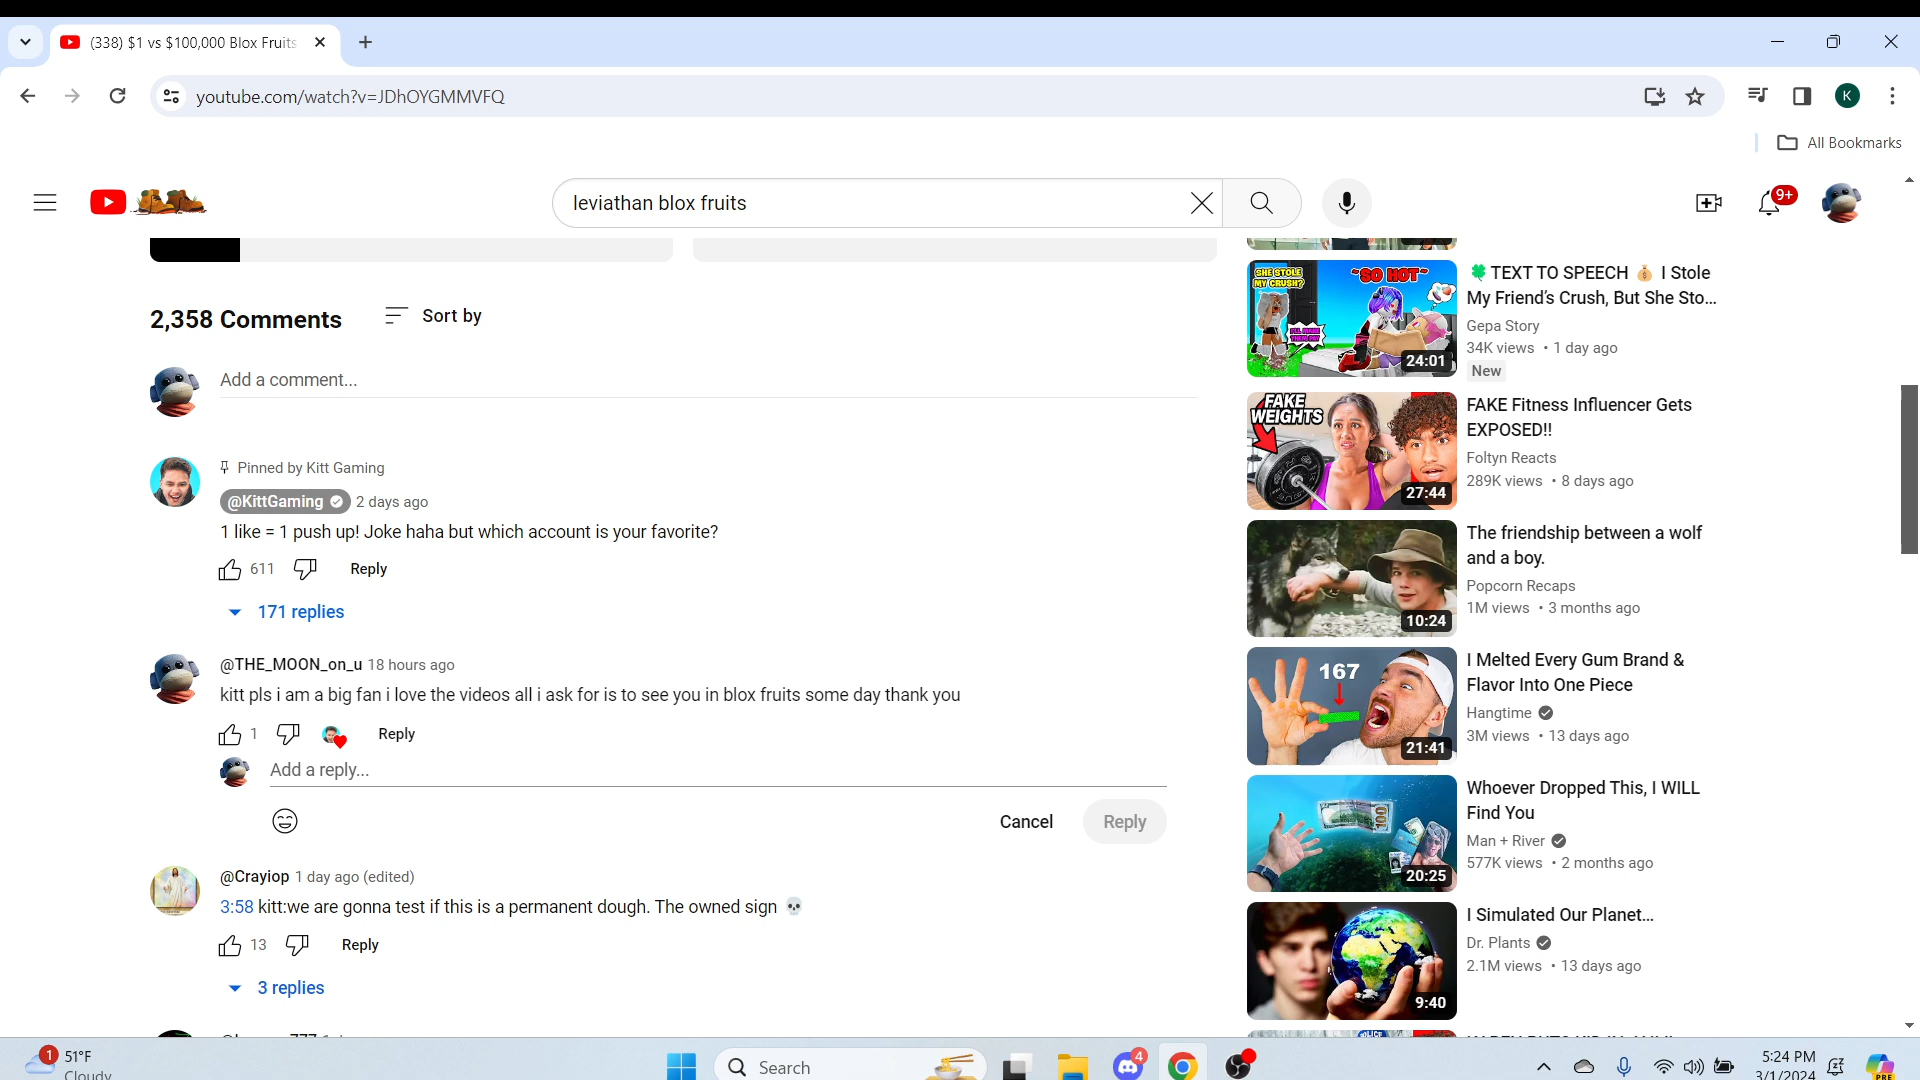 (338) $1 vs $100,000 Blox Fruits
youtube.com/watch?v=JDhOYGMMVFQ
K
All Bookmarks
leviathan blox fruits
9+
2,358 Comments
Sort by
Add a comment...
Pinned by Kitt Gaming
@KittGaming 2 days ago
1 like = 1 push up! Joke haha but which account is your favorite?
611 Reply
171 replies
@THE_MOON_on_u 18 hours ago
kitt pls i am a big fan i love the videos all i ask for is to see you in blox fruits some day thank you
1 Reply
Add a reply...
Cancel Reply
@Crayiop 1 day ago (edited)
3:58 kitt:we are gonna test if this is a permanent dough. The owned sign 💀
13 Reply
3 replies
SHE STOLE
MY CRUSH?
"SO HOT"
24:01
🍀 TEXT TO SPEECH 💰 I Stole
My Friend's Crush, But She Sto...
Gepa Story
34K views • 1 day ago
New
FAKE
WEIGHTS
27:44
FAKE Fitness Influencer Gets
EXPOSED!!
Foltyn Reacts
289K views • 8 days ago
10:24
The friendship between a wolf
and a boy.
Popcorn Recaps
1M views • 3 months ago
167
21:41
I Melted Every Gum Brand &
Flavor Into One Piece
Hangtime
3M views • 13 days ago
100
20:25
Whoever Dropped This, I WILL
Find You
Man + River
577K views • 2 months ago
9:40
I Simulated Our Planet...
Dr. Plants
2.1M views • 13 days ago
1
51°F
Cloudy
Search
4
5:24 PM
3/1/2024
PRE